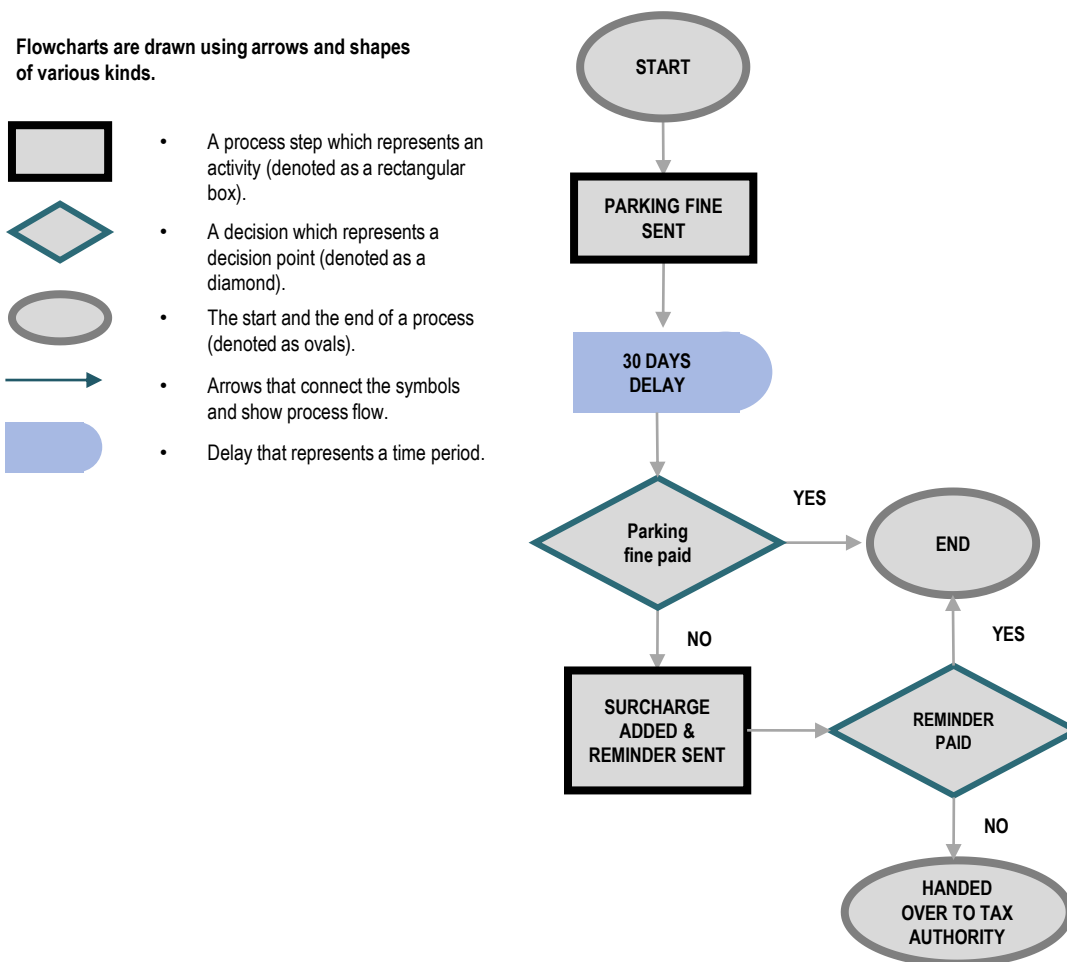 Flowcharts are drawn using arrows and shapes
of various kinds.
• A process step which represents an
activity (denoted as a rectangular
box).
• A decision which represents a
decision point (denoted as a
diamond).
• The start and the end of a process
(denoted as ovals).
• Arrows that connect the symbols
and show process flow.
• Delay that represents a time period.
START
PARKING FINE
SENT
30 DAYS
DELAY
Parking
fine paid
YES
END
NO
YES
SURCHARGE
ADDED &
REMINDER SENT
REMINDER
PAID
NO
HANDED
OVER TO TAX
AUTHORITY